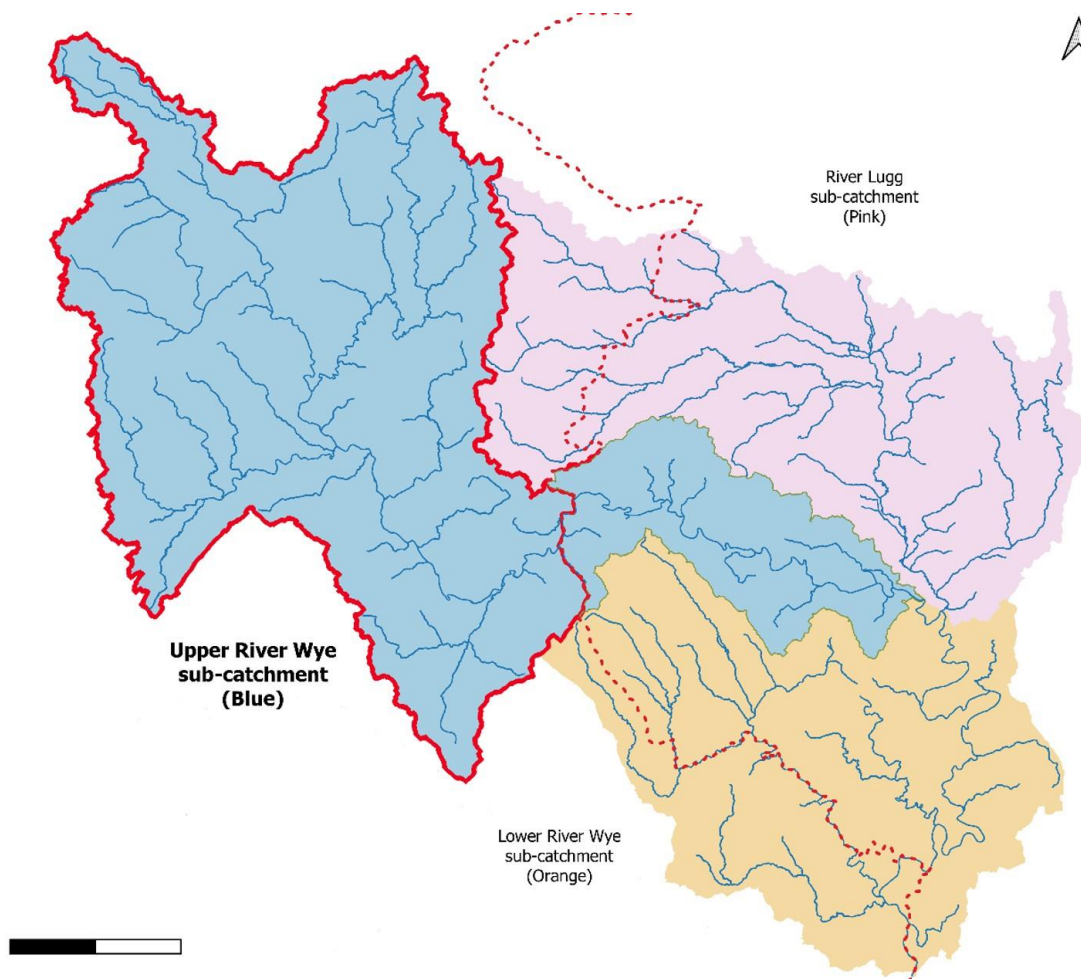 River Lugg
sub-catchment
(Pink)
Upper River Wye
sub-catchment
(Blue)
Lower River Wye
sub-catchment
(Orange)